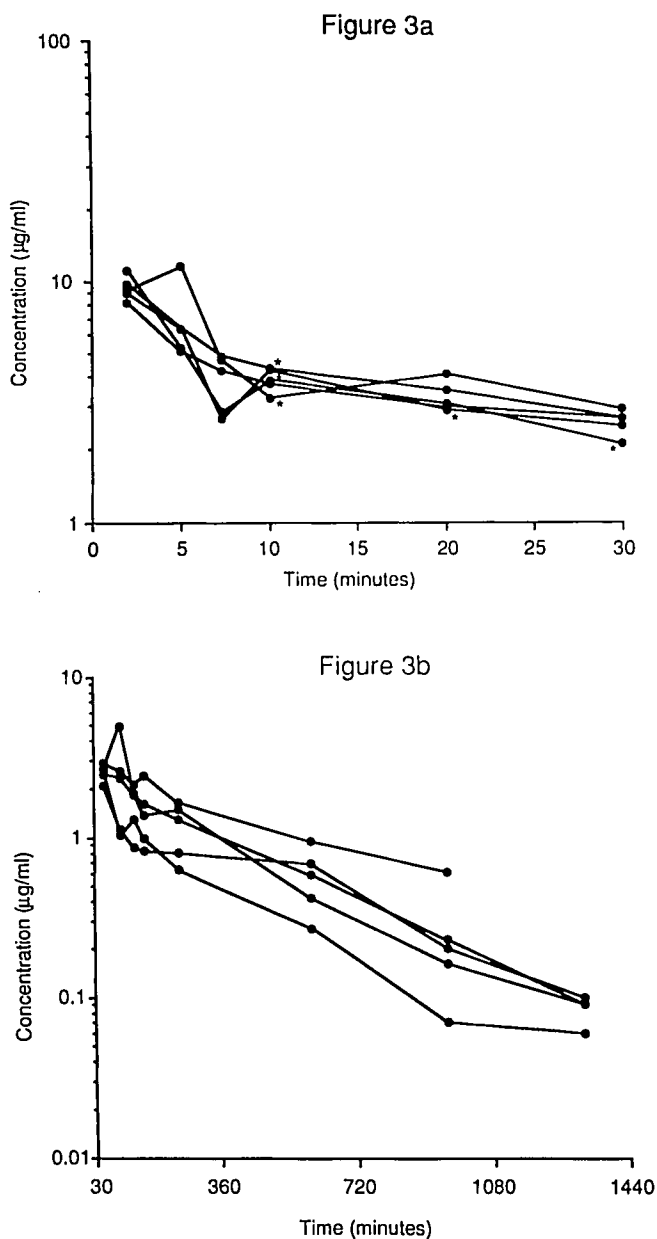 Figure 3a
100
10
1
Concentration (µg/ml)
* * * *
0 5 10 15 20 25 30
Time (minutes)
Figure 3b
10
1
0.1
0.01
Concentration (µg/ml)
30 360 720 1080 1440
Time (minutes)